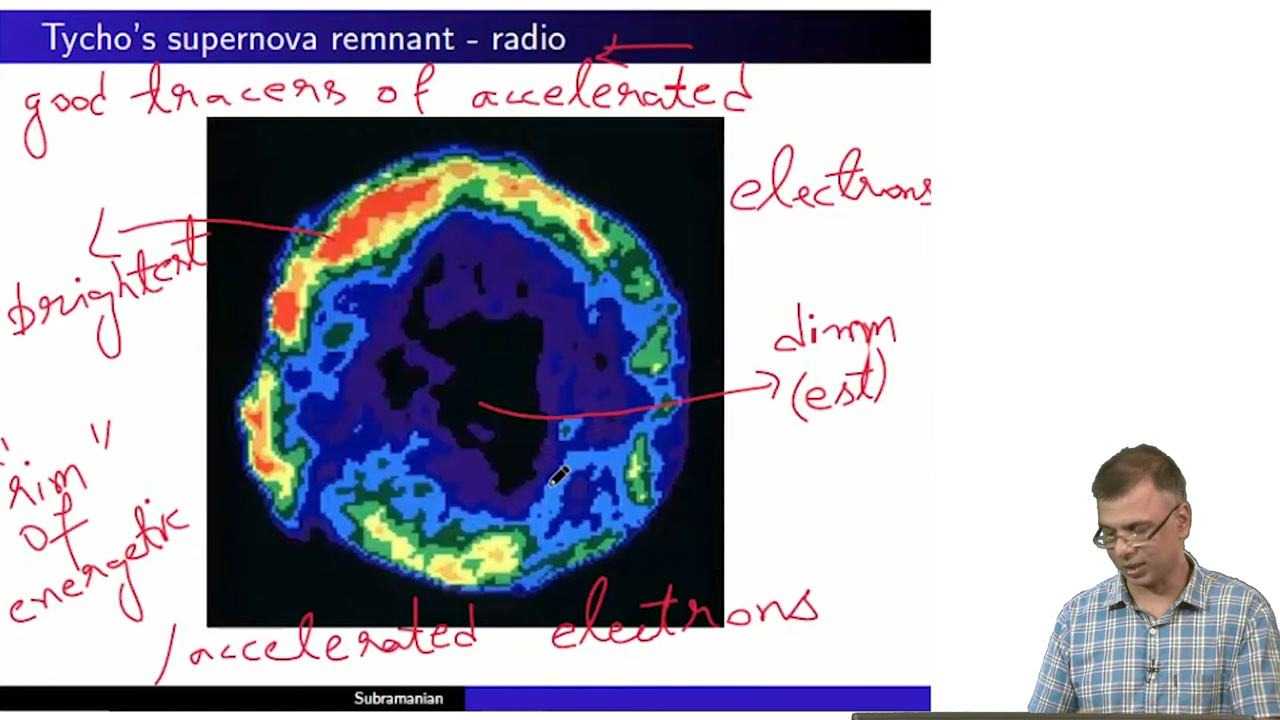 Tycho's supernova remnant - radio
good tracers of accelerated
electrons
brightest
dimm
(est)
"rim"
of
energetic
/accelerated electrons
Subramanian